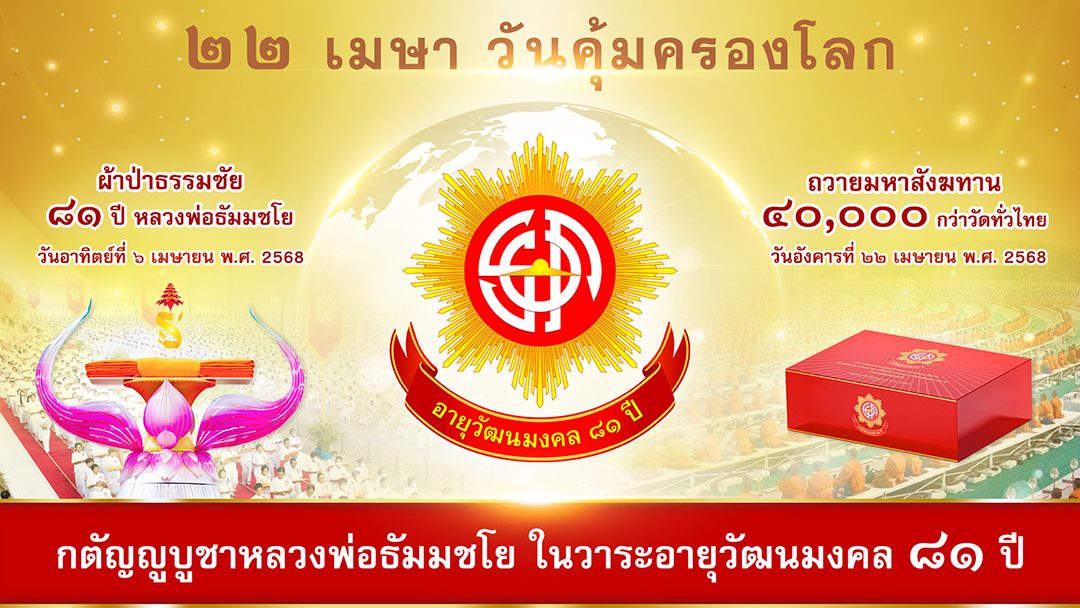 ๒๒ เมษา วันคุ้มครองโลก
ผ้าป่าธรรมชัย
๘๑ ปี หลวงพ่อธัมมชโย
วันอาทิตย์ที่ ๖ เมษายน พ.ศ. 2568
ถวายมหาสังฆทาน
๔๐,๐๐๐ กว่าวัดทั่วไทย
วันอังคารที่ ๒๒ เมษายน พ.ศ. 2568
อายุวัฒนมงคล ๘๑ ปี
กตัญญูบูชาหลวงพ่อธัมมชโย ในวาระอายุวัฒนมงคล ๘๑ ปี